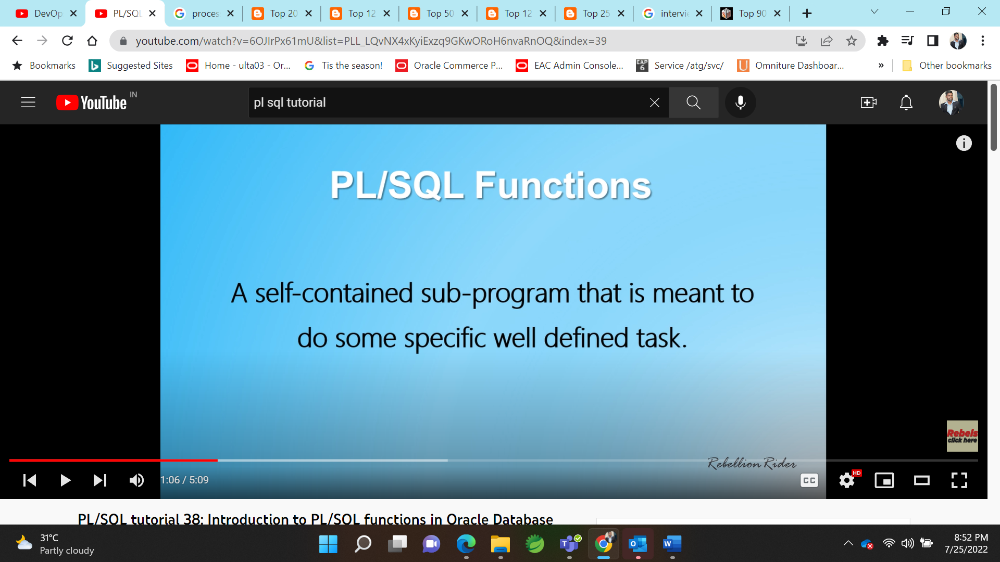 DevOp
PL/SQL
proces
Top 20
Top 12
Top 50
Top 12
Top 25
intervie
Top 90
youtube.com/watch?v=6OJIrPx61mU&list=PLL_LQvNX4xKyiExzq9GKwORoH6nvaRnOQ&index=39
Bookmarks
Suggested Sites
Home - ulta03 - Or...
Tis the season!
Oracle Commerce P...
EAC Admin Console...
EAP 6
Service /atg/svc/
Omniture Dashboar...
»
Other bookmarks
YouTube IN
pl sql tutorial
PL/SQL Functions
A self-contained sub-program that is meant to
do some specific well defined task.
Rebels
click here
Rebellion Rider
1:06 / 5:09
CC
HD
PL/SQL tutorial 38: Introduction to PL/SQL functions in Oracle Database
31°C
Partly cloudy
8:52 PM
7/25/2022